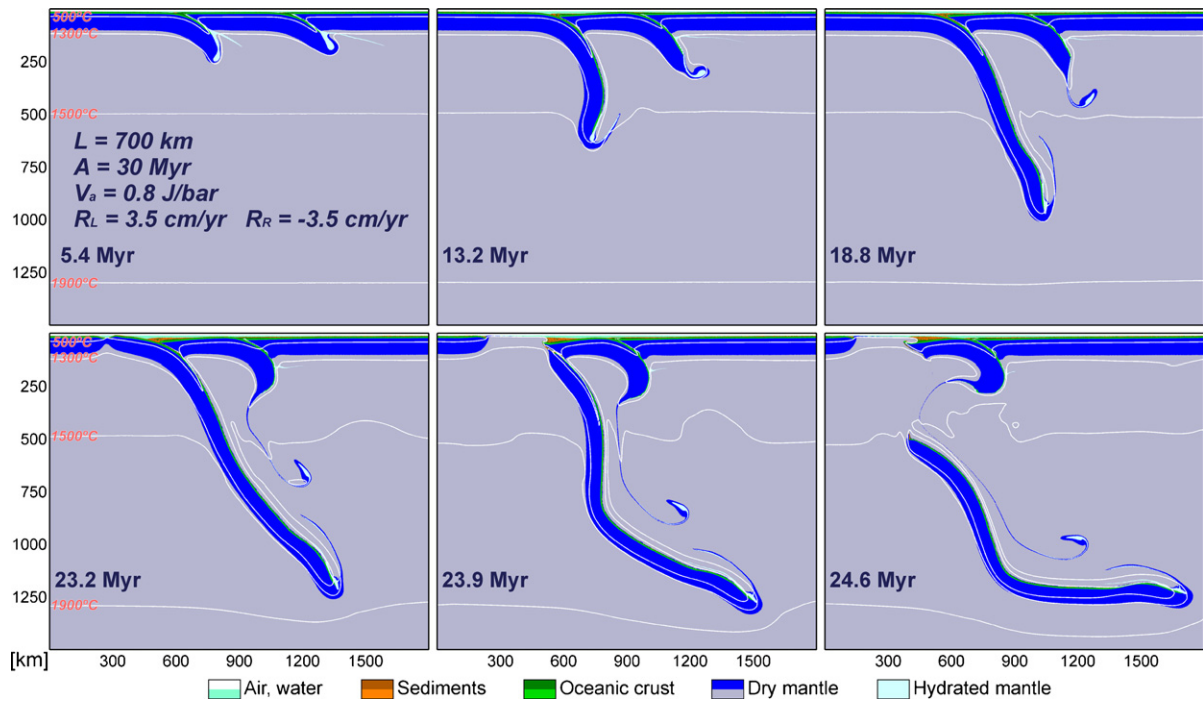 500°C
1300°C
250
500
1500°C
L = 700 km
A = 30 Myr
750
Va = 0.8 J/bar
1000
RL = 3.5 cm/yr RR = -3.5 cm/yr
5.4 Myr
13.2 Myr
18.8 Myr
1250
1900°C
500°C
1300°C
250
500
1500°C
750
1000
23.2 Myr
23.9 Myr
24.6 Myr
1250
1900°C
[km]
300 600 900 1200 1500
300 600 900 1200 1500
300 600 900 1200 1500
Air, water
Sediments
Oceanic crust
Dry mantle
Hydrated mantle